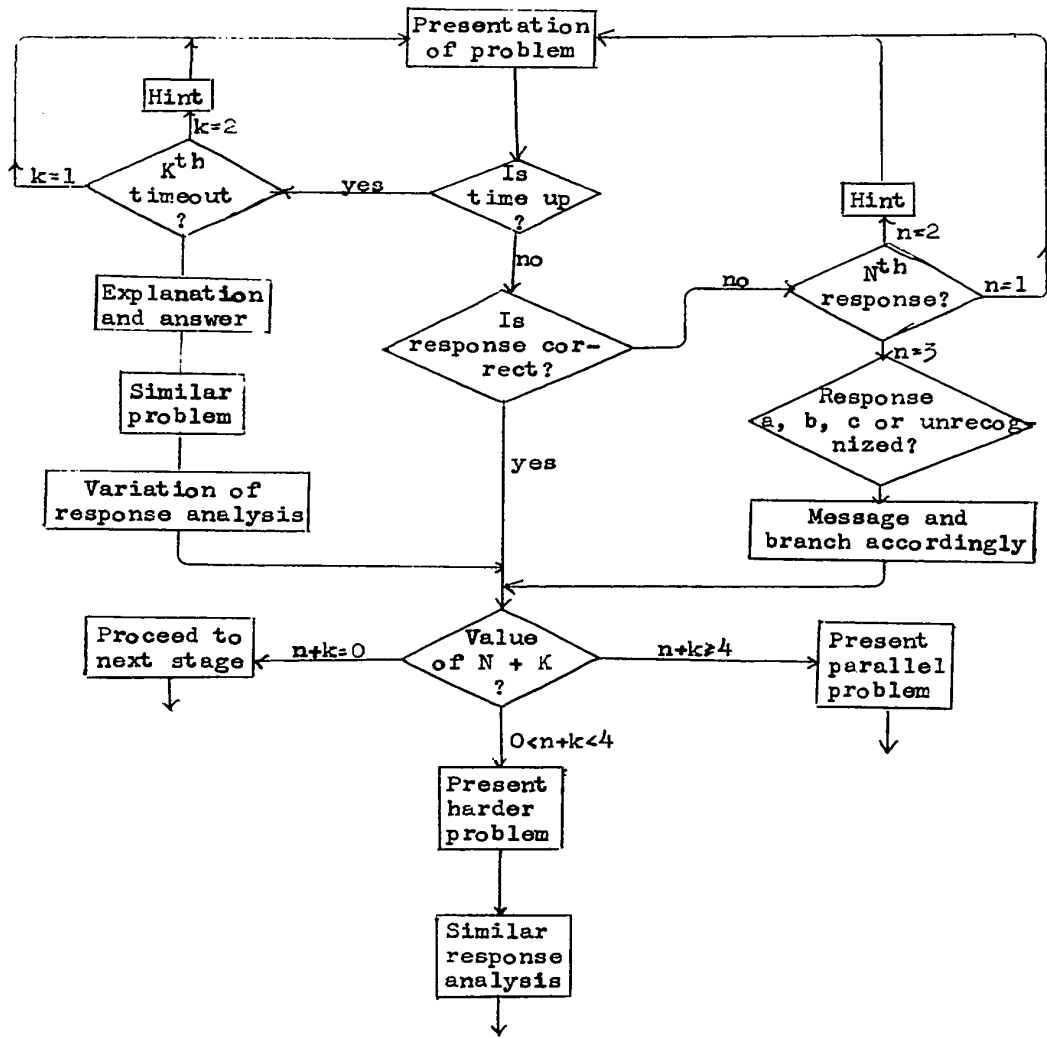 Presentation
of problem
Hint
k=2
k=1
Kth
timeout
?
yes
Is
time up
?
no
Hint
n=2
Nth
response?
n=1
no
Explanation
and answer
Is
response cor-
rect?
n=3
Response
a, b, c or unrecog-
nized?
Similar
problem
yes
Variation of
response analysis
Message and
branch accordingly
Proceed to
next stage
n+k=0
Value
of N + K
?
n+k≥4
Present
parallel
problem
0<n+k<4
Present
harder
problem
Similar
response
analysis